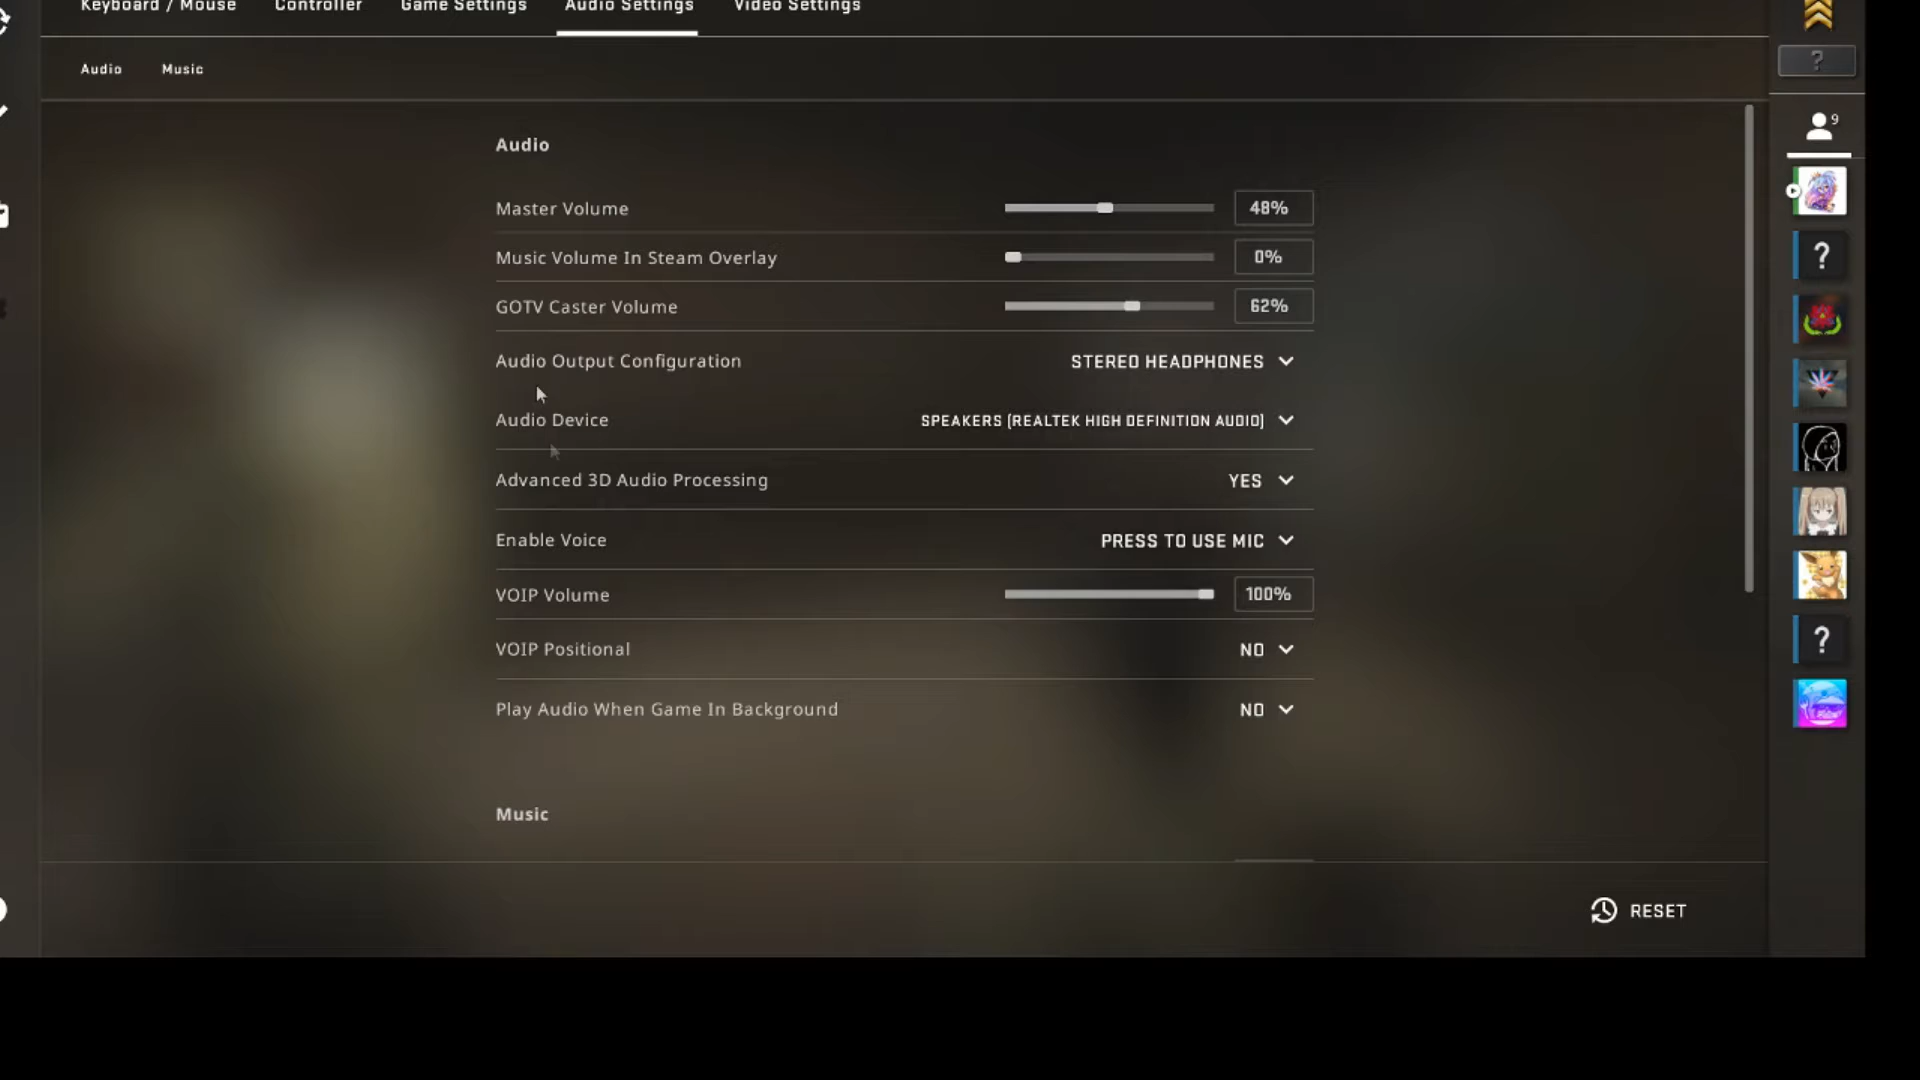 Keyboard / Mouse
Controller
Game Settings
Audio Settings
Video Settings
?
Audio
Music
9
Audio
Master Volume
48%
Music Volume In Steam Overlay
0%
?
GOTV Caster Volume
62%
Audio Output Configuration
STEREO HEADPHONES
Audio Device
SPEAKERS (REALTEK HIGH DEFINITION AUDIO)
Advanced 3D Audio Processing
YES
Enable Voice
PRESS TO USE MIC
VOIP Volume
100%
VOIP Positional
NO
?
Play Audio When Game In Background
NO
Music
RESET